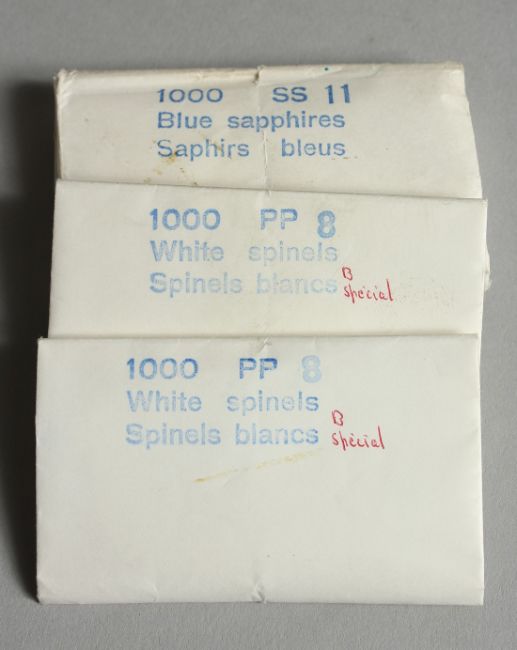 1000 SS 11
Blue sapphires
Saphirs bleus
1000 PP 8
White spinels
Spinels blancs
B
spécial
1000 PP 8
White spinels
Spinels blancs
B
spécial